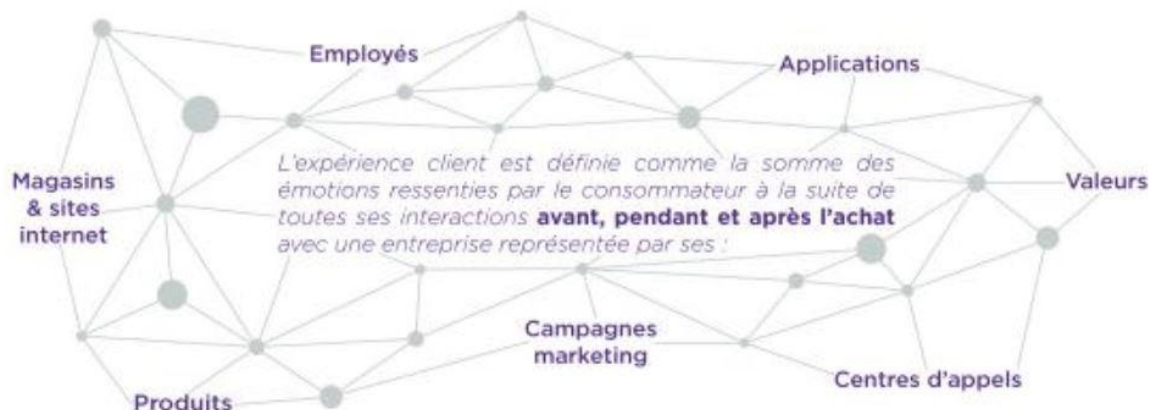 Employés
Applications
L'expérience client est définie comme la somme des
émotions ressenties par le consommateur à la suite de
toutes ses interactions avant, pendant et après l'achat
avec une entreprise représentée par ses :
Magasins
& sites
internet
Valeurs
Campagnes
marketing
Centres d'appels
Produits